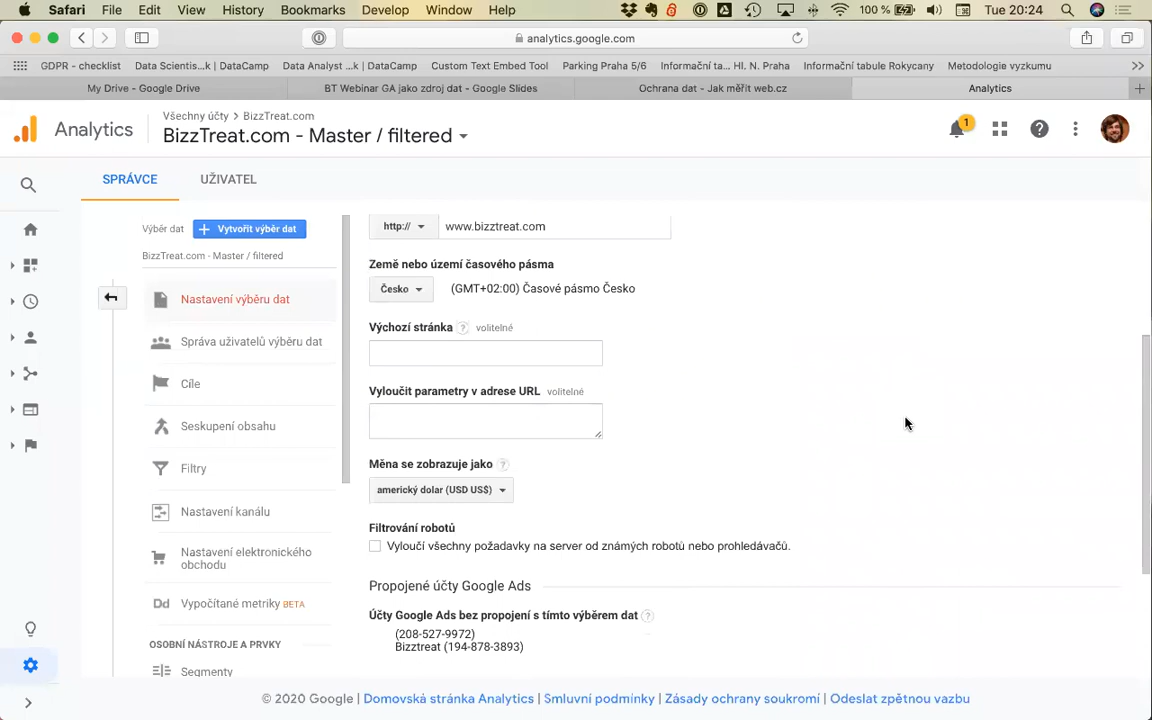 Safari File Edit View History Bookmarks Develop Window Help 100 % Tue 20:24
analytics.google.com
GDPR - checklist Data Scientis...k | DataCamp Data Analyst ...k | DataCamp Custom Text Embed Tool Parking Praha 5/6 Informační ta... Hl. N. Praha Informační tabule Rokycany Metodologie vyzkumu
My Drive - Google Drive BT Webinar GA jako zdroj dat - Google Slides Ochrana dat - Jak měřit web.cz Analytics
Analytics
Všechny účty > BizzTreat.com
BizzTreat.com - Master / filtered
1
SPRÁVCE UŽIVATEL
Výběr dat + Vytvořit výběr dat
BizzTreat.com - Master / filtered
Nastavení výběru dat
Správa uživatelů výběru dat
Cíle
Seskupení obsahu
Filtry
Nastavení kanálu
Nastavení elektronického
obchodu
Dd Vypočítané metriky BETA
OSOBNÍ NÁSTROJE A PRVKY
Segmenty
http:// www.bizztreat.com
Země nebo území časového pásma
Česko (GMT+02:00) Časové pásmo Česko
Výchozí stránka ? volitelné
Vyloučit parametry v adrese URL volitelné
Měna se zobrazuje jako ?
americký dolar (USD US$)
Filtrování robotů
Vyloučí všechny požadavky na server od známých robotů nebo prohledávačů.
Propojené účty Google Ads
Účty Google Ads bez propojení s tímto výběrem dat ?
(208-527-9972)
Bizztreat (194-878-3893)
© 2020 Google | Domovská stránka Analytics | Smluvní podmínky | Zásady ochrany soukromí | Odeslat zpětnou vazbu